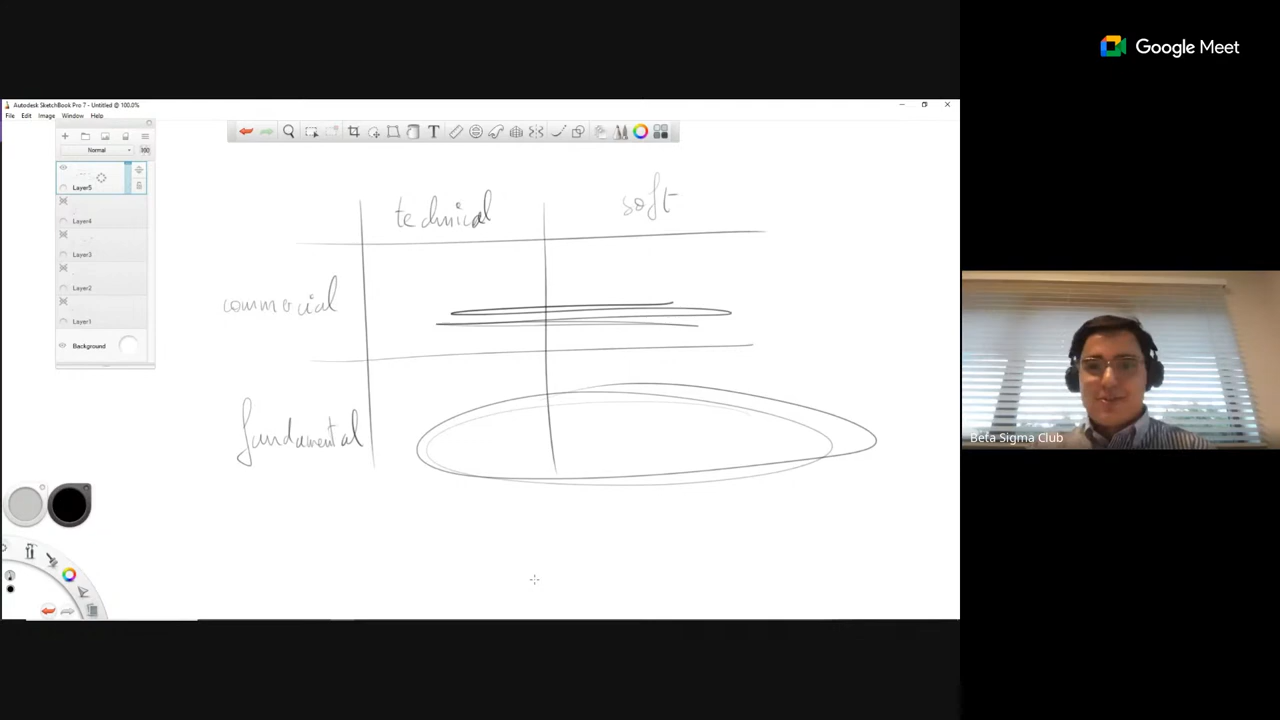 Google Meet
Autodesk SketchBook Pro 7 - Untitled @ 100.0%
File Edit Image Window Help
Normal
Layer5
Layer4
Layer3
Layer2
Layer1
Background
technical soft
commercial
fundamental
Beta Sigma Club